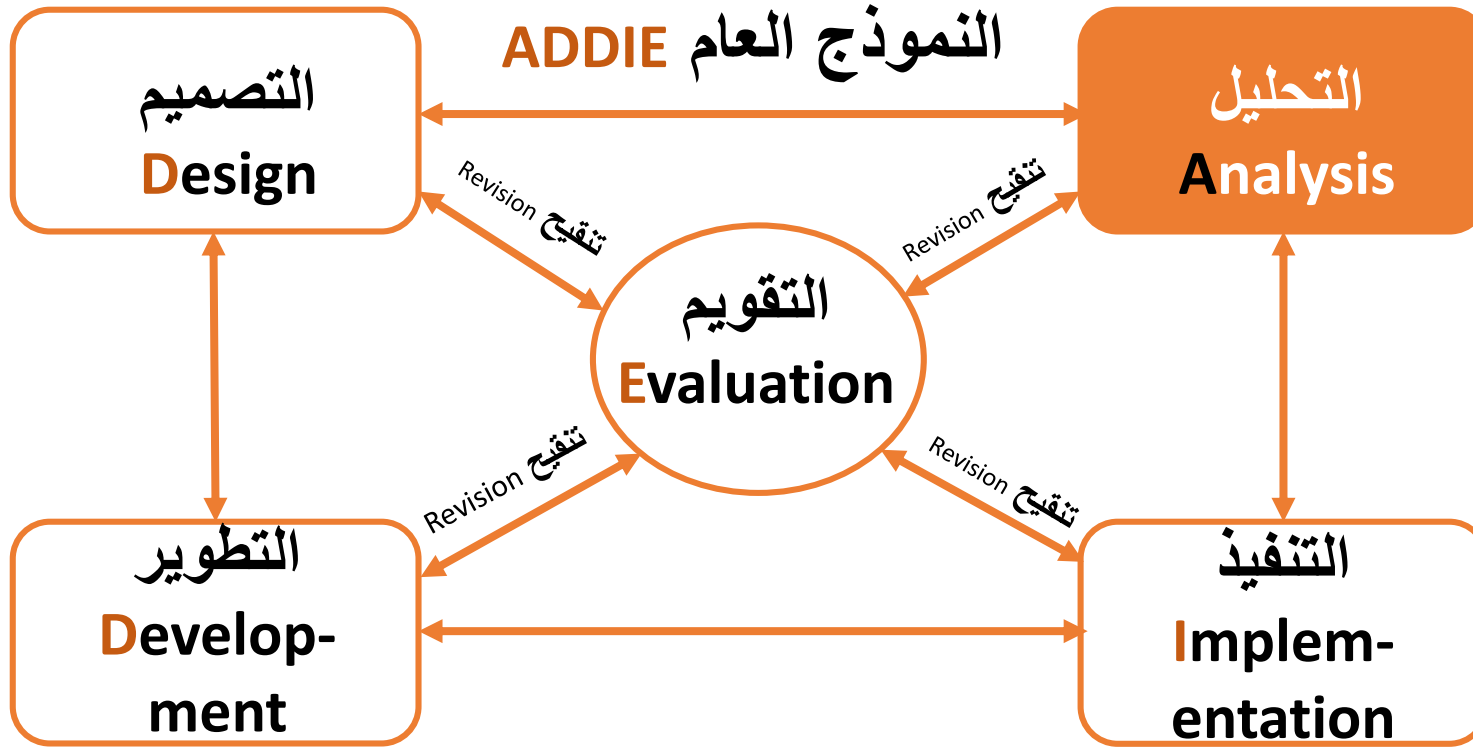 النموذج العام ADDIE
التحليل
Analysis
التصميم
Design
Revision تنقيح
Revision تنقيح
التقويم
Evaluation
Revision تنقيح
Revision تنقيح
التطوير
Develop-
ment
التنفيذ
Implem-
entation